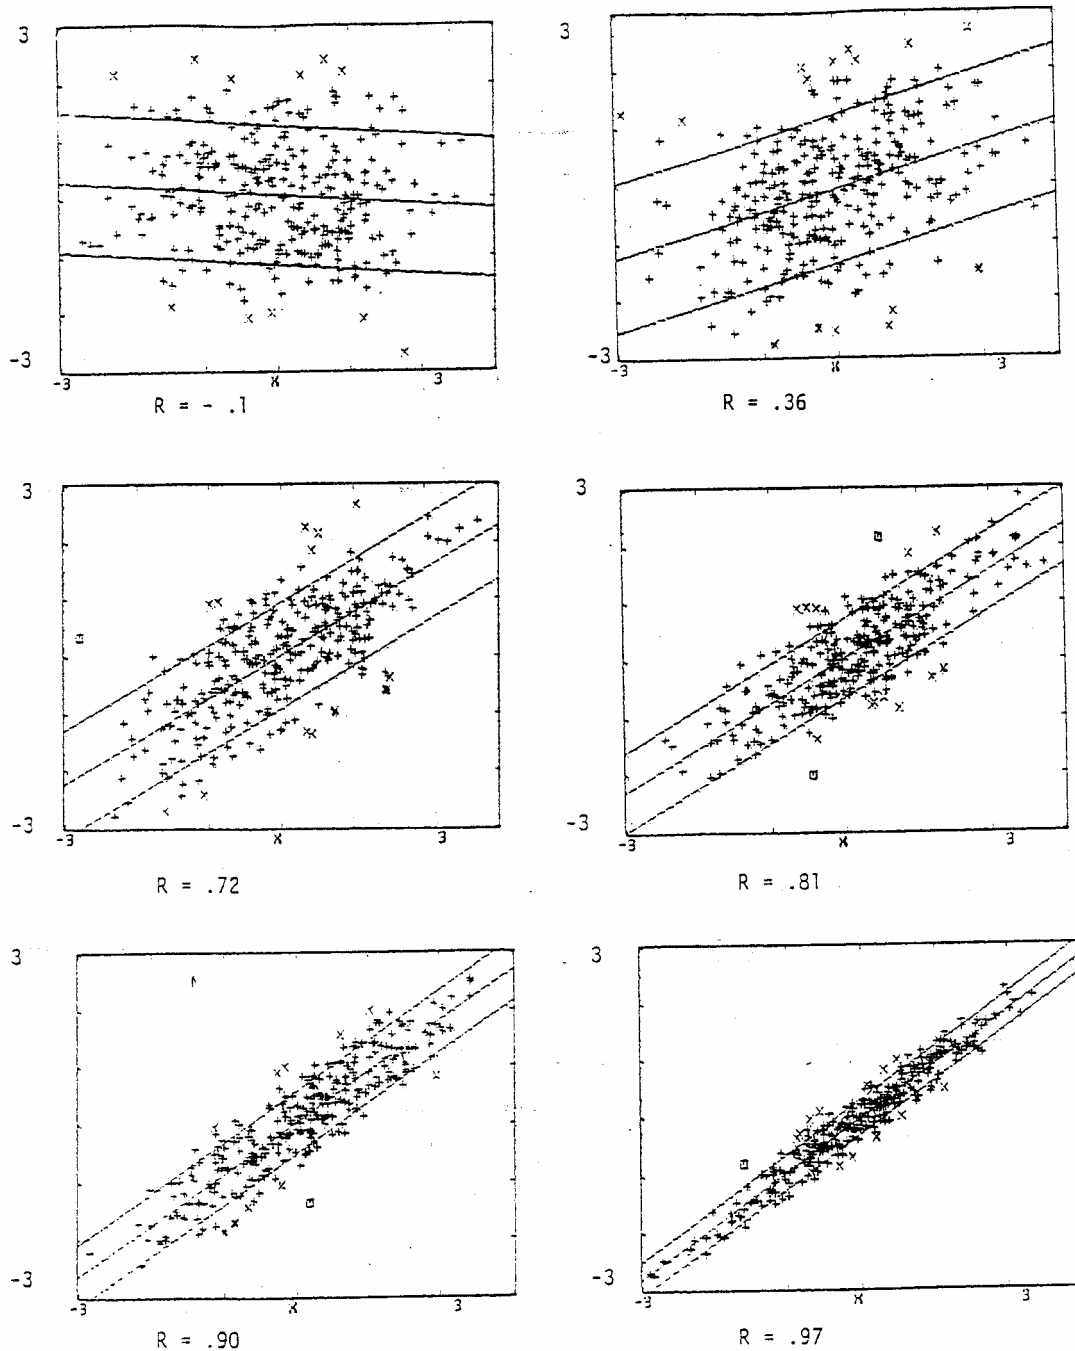 3
-3
-3 X 3
R = - .1
3
-3
-3 X 3
R = .36
3
-3
-3 X 3
R = .72
3
-3
-3 X 3
R = .81
3
-3
-3 X 3
R = .90
3
-3
-3 X 3
R = .97